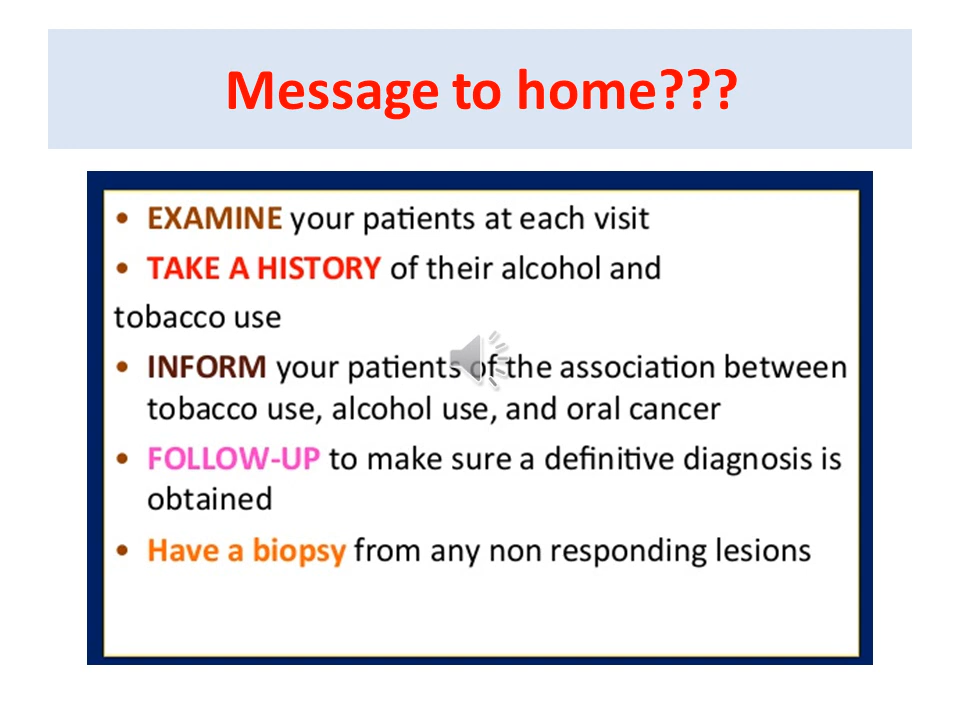 Message to home???
• EXAMINE your patients at each visit
• TAKE A HISTORY of their alcohol and
tobacco use
• INFORM your patients of the association between
tobacco use, alcohol use, and oral cancer
• FOLLOW-UP to make sure a definitive diagnosis is
obtained
• Have a biopsy from any non responding lesions